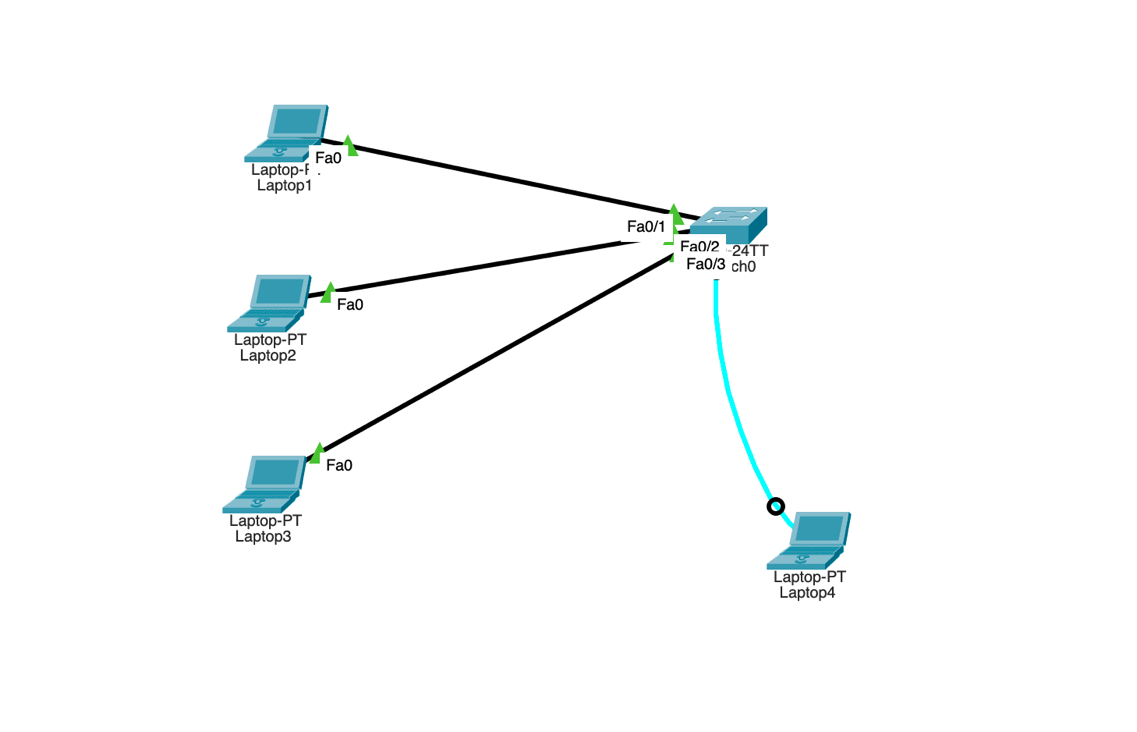 Fa0
Laptop1
Fa0/1
Fa0/2
-24TT
Fa0/3
ch0
Fa0
Laptop-PT
Laptop2
Fa0
Laptop-PT
Laptop3
Laptop-PT
Laptop4